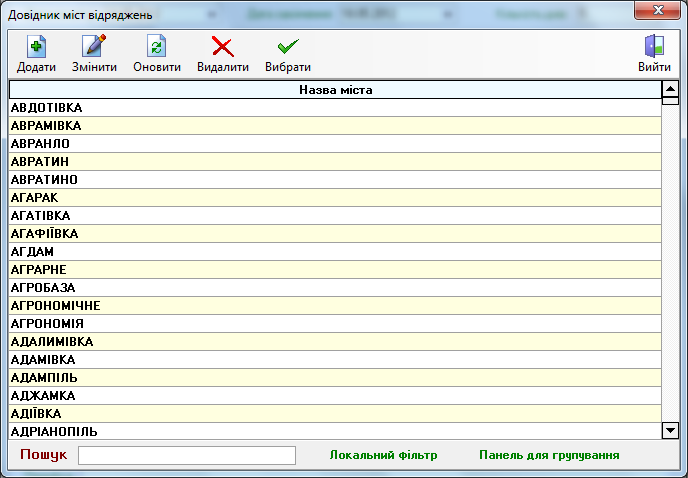 Довідник міст відряджень
Додати Змінити Оновити Видалити Вибрати Вийти
Назва міста
АВДОТІВКА
АВРАМІВКА
АВРАНЛО
АВРАТИН
АВРАТИНО
АГАРАК
АГАТІВКА
АГАФІЇВКА
АГДАМ
АГРАРНЕ
АГРОБАЗА
АГРОНОМІЧНЕ
АГРОНОМІЯ
АДАЛИМІВКА
АДАМІВКА
АДАМПІЛЬ
АДЖАМКА
АДІЇВКА
АДРІАНОПІЛЬ
Пошук Локальний фільтр Панель для групування